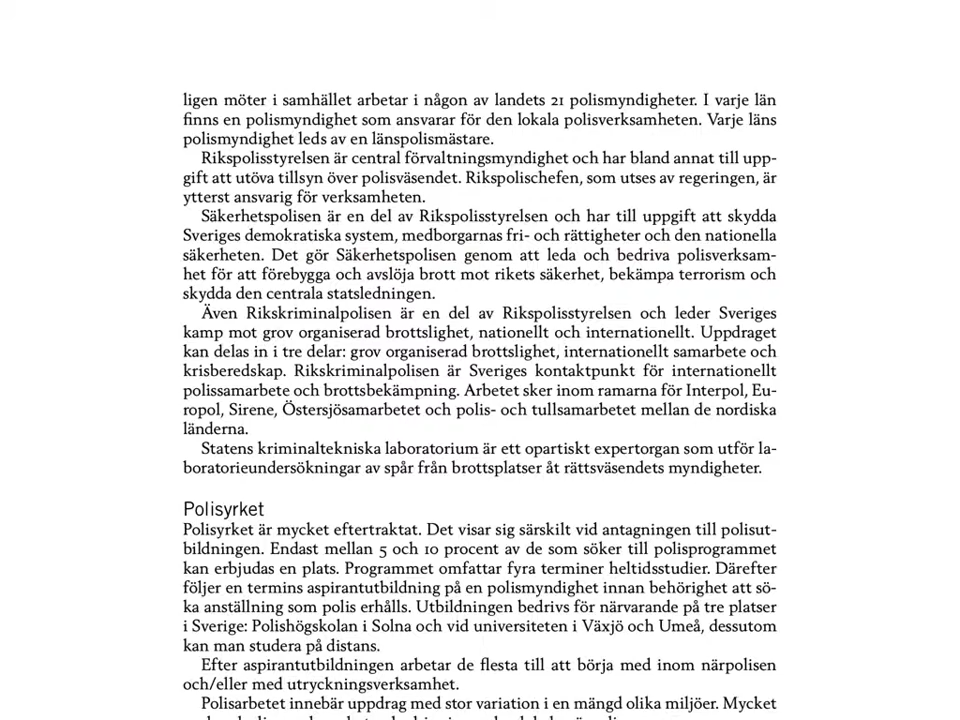 ligen möter i samhället arbetar i någon av landets 21 polismyndigheter. I varje län
finns en polismyndighet som ansvarar för den lokala polisverksamheten. Varje läns
polismyndighet leds av en länspolismästare.
Rikspolisstyrelsen är central förvaltningsmyndighet och har bland annat till upp-
gift att utöva tillsyn över polisväsendet. Rikspolischefen, som utses av regeringen, är
ytterst ansvarig för verksamheten.
Säkerhetspolisen är en del av Rikspolisstyrelsen och har till uppgift att skydda
Sveriges demokratiska system, medborgarnas fri- och rättigheter och den nationella
säkerheten. Det gör Säkerhetspolisen genom att leda och bedriva polisverksam-
het för att förebygga och avslöja brott mot rikets säkerhet, bekämpa terrorism och
skydda den centrala statsledningen.
Även Rikskriminalpolisen är en del av Rikspolisstyrelsen och leder Sveriges
kamp mot grov organiserad brottslighet, nationellt och internationellt. Uppdraget
kan delas in i tre delar: grov organiserad brottslighet, internationellt samarbete och
krisberedskap. Rikskriminalpolisen är Sveriges kontaktpunkt för internationellt
polissamarbete och brottsbekämpning. Arbetet sker inom ramarna för Interpol, Eu-
ropol, Sirene, Östersjösamarbetet och polis- och tullsamarbetet mellan de nordiska
länderna.
Statens kriminaltekniska laboratorium är ett opartiskt expertorgan som utför la-
boratorieundersökningar av spår från brottsplatser åt rättsväsendets myndigheter.
Polisyrket
Polisyrket är mycket eftertraktat. Det visar sig särskilt vid antagningen till polisut-
bildningen. Endast mellan 5 och 10 procent av de som söker till polisprogrammet
kan erbjudas en plats. Programmet omfattar fyra terminer heltidsstudier. Därefter
följer en termins aspirantutbildning på en polismyndighet innan behörighet att sö-
ka anställning som polis erhålls. Utbildningen bedrivs för närvarande på tre platser
i Sverige: Polishögskolan i Solna och vid universiteten i Växjö och Umeå, dessutom
kan man studera på distans.
Efter aspirantutbildningen arbetar de flesta till att börja med inom närpolisen
och/eller med utryckningsverksamhet.
Polisarbetet innebär uppdrag med stor variation i en mängd olika miljöer. Mycket